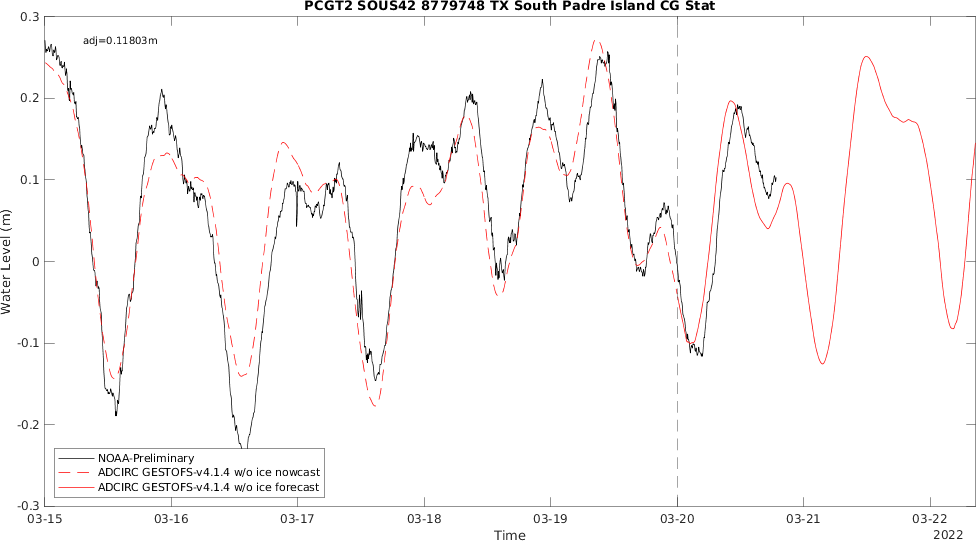 PCGT2 SOUS42 8779748 TX South Padre Island CG Stat
adj=0.11803m
0.3
0.2
0.1
0
-0.1
-0.2
-0.3
Water Level (m)
NOAA-Preliminary
ADCIRC GESTOFS-v4.1.4 w/o ice nowcast
ADCIRC GESTOFS-v4.1.4 w/o ice forecast
03-15 03-16 03-17 03-18 03-19 03-20 03-21 03-22
Time
2022